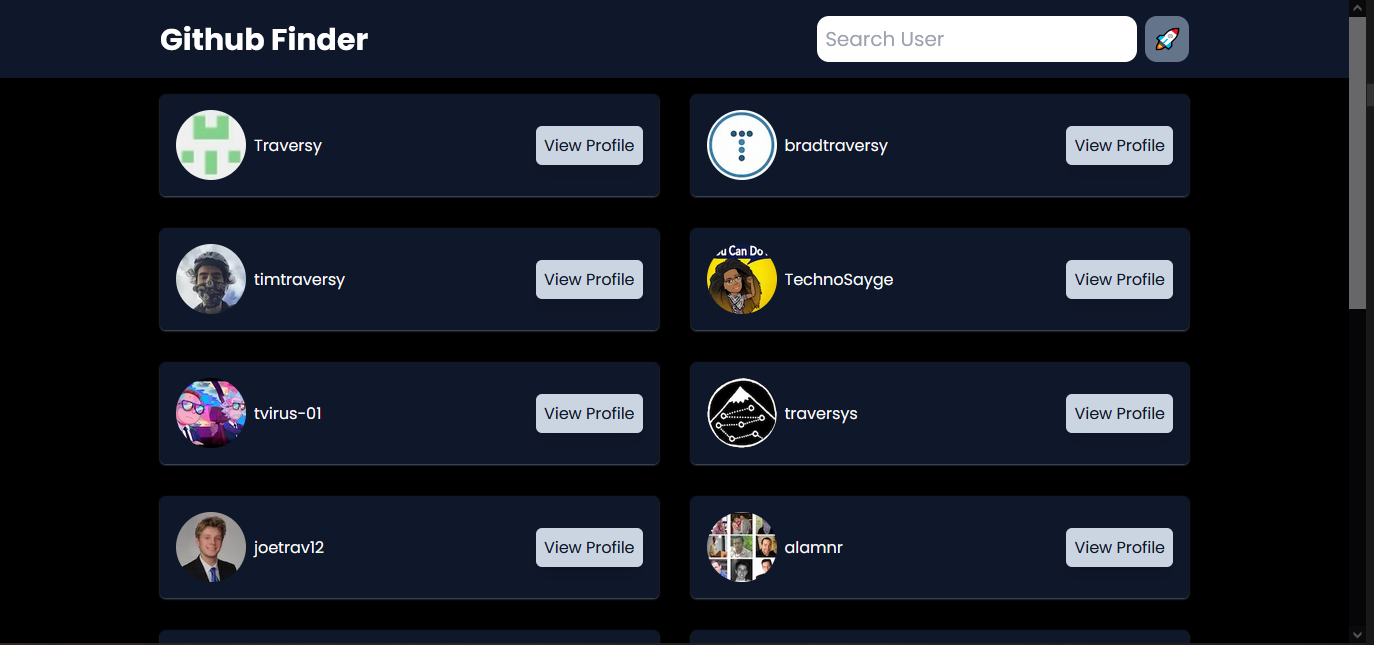 Github Finder
Search User
Traversy
View Profile
bradtraversy
View Profile
timtraversy
View Profile
u Can Do
TechnoSayge
View Profile
tvirus-01
View Profile
traversys
View Profile
joetrav12
View Profile
alamnr
View Profile